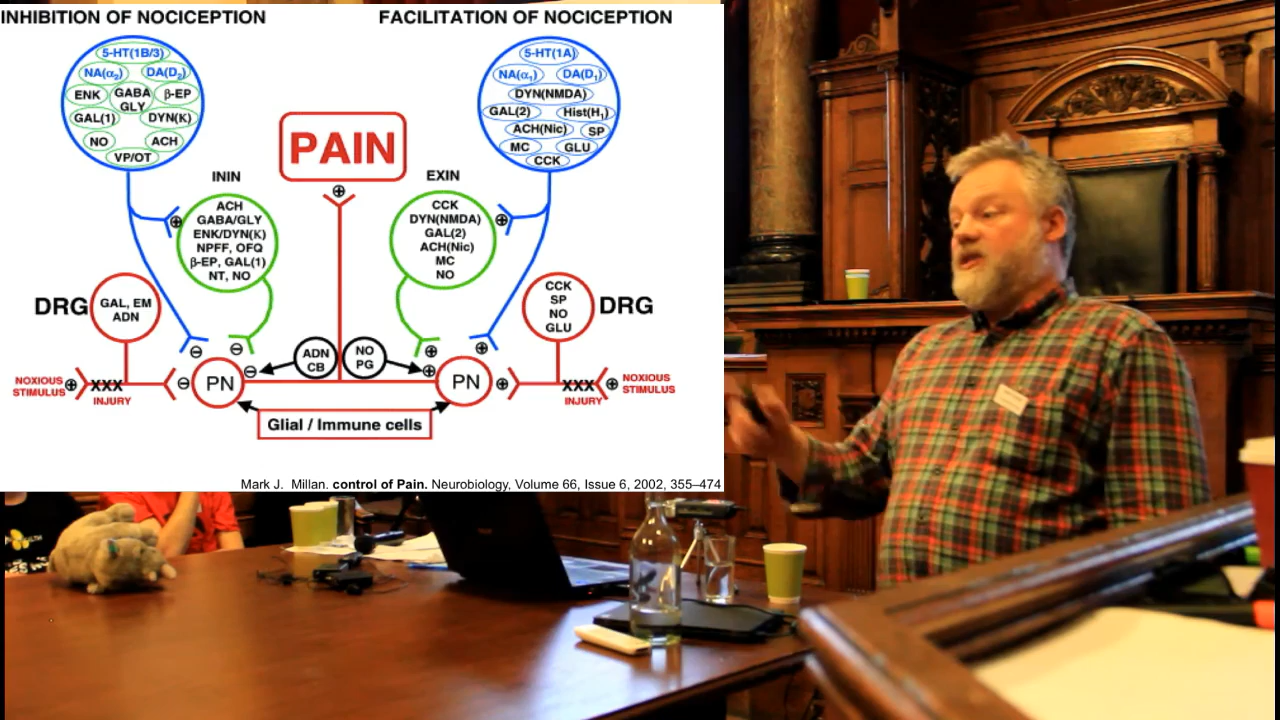 INHIBITION OF NOCICEPTION
FACILITATION OF NOCICEPTION
5-HT(1B/3)
NA(α₂)
DA(D₂)
ENK
GABA
GLY
β-EP
GAL(1)
DYN(K)
NO
ACH
VP/OT
5-HT(1A)
NA(α₁)
DA(D₁)
DYN(NMDA)
GAL(2)
Hist(H₁)
ACH(Nic)
SP
MC
GLU
CCK
PAIN
ININ
ACH
GABA/GLY
ENK/DYN(K)
NPFF, OFQ
β-EP, GAL(1)
NT, NO
EXIN
CCK
DYN(NMDA)
GAL(2)
ACH(Nic)
MC
NO
DRG
GAL, EM
ADN
CCK
SP
NO
GLU
DRG
ADN
CB
NO
PG
NOXIOUS
STIMULUS
XXX
INJURY
PN
PN
XXX
INJURY
NOXIOUS
STIMULUS
Glial / Immune cells
Mark J. Millan. control of Pain. Neurobiology, Volume 66, Issue 6, 2002, 355–474